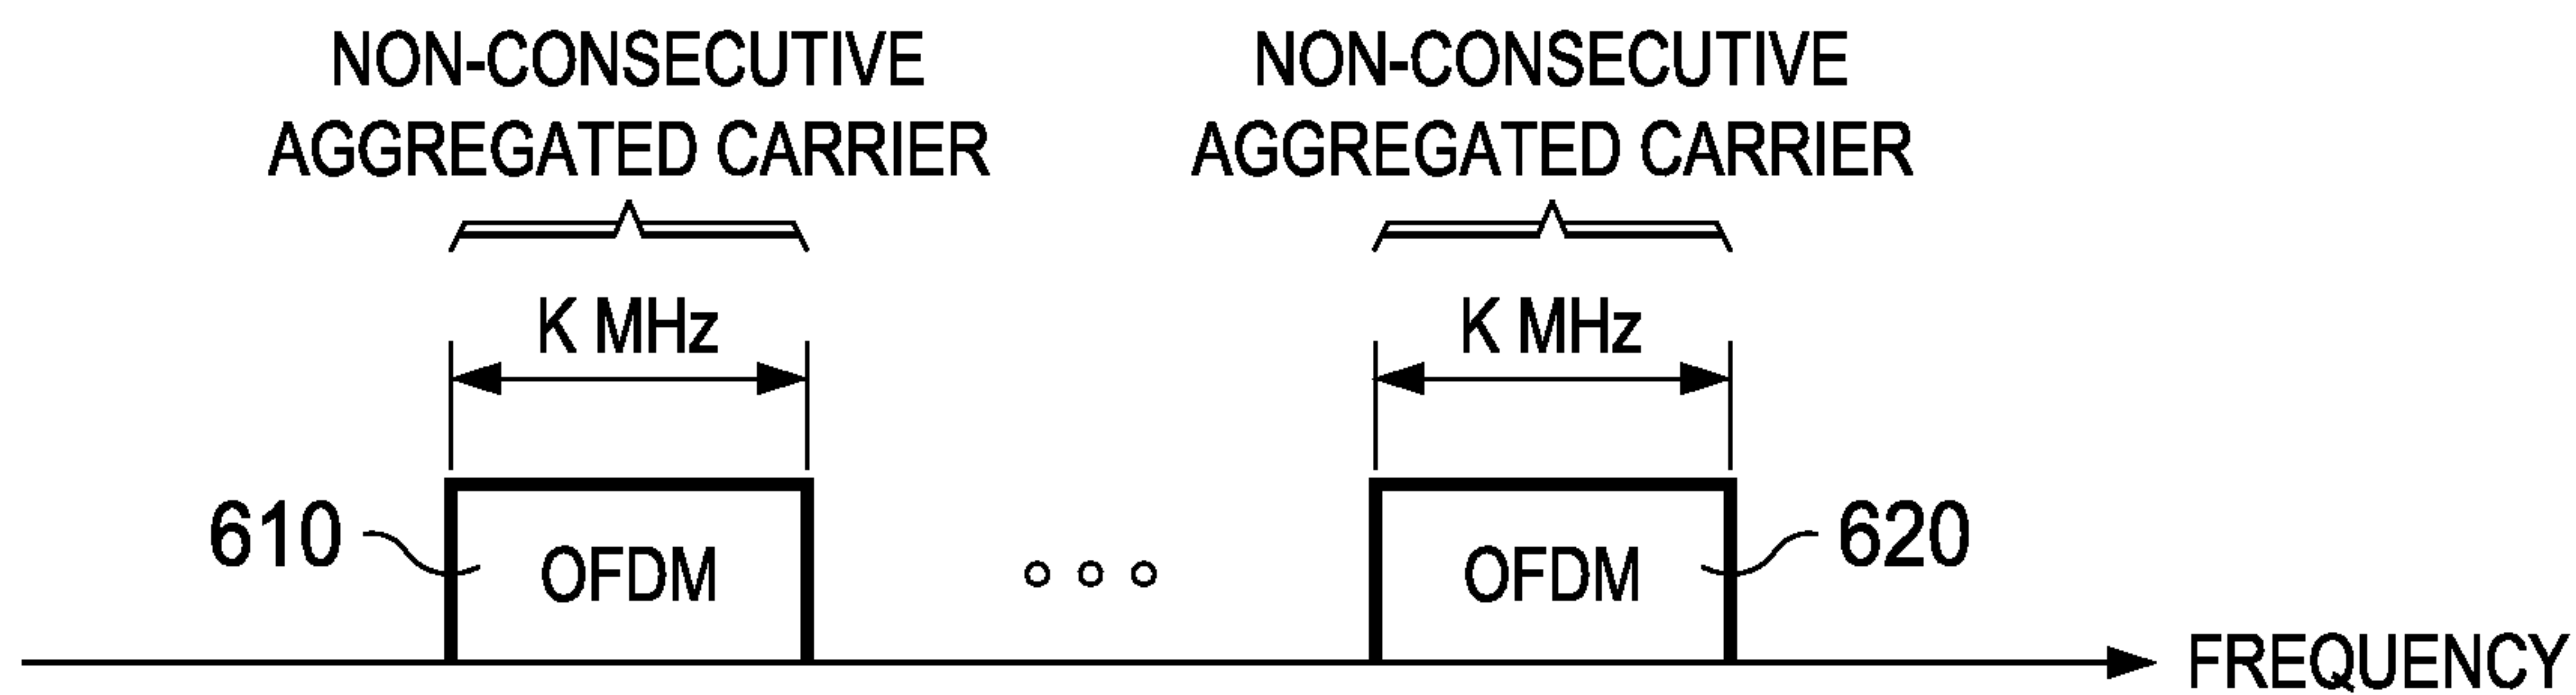 NON-CONSECUTIVE
AGGREGATED CARRIER
NON-CONSECUTIVE
AGGREGATED CARRIER
K MHz
K MHz
610
OFDM
OFDM
620
FREQUENCY